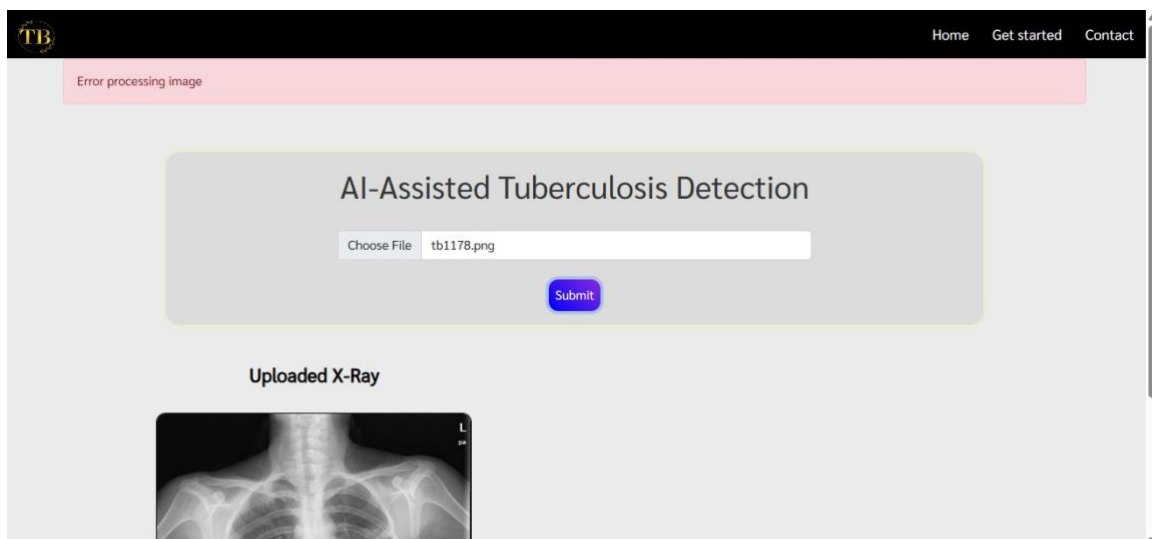 TB
Home Get started Contact
Error processing image
AI-Assisted Tuberculosis Detection
Choose File tb1178.png
Submit
Uploaded X-Ray
L
PA